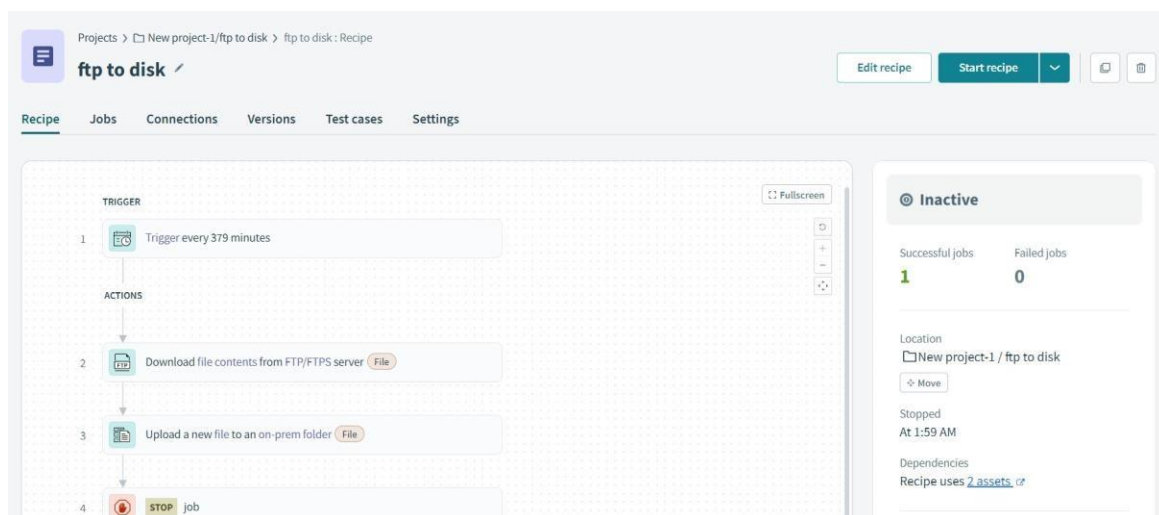 Projects > New project-1/ftp to disk > ftp to disk : Recipe
ftp to disk
Edit recipe
Start recipe
Recipe Jobs Connections Versions Test cases Settings
Fullscreen
TRIGGER
1 Trigger every 379 minutes
ACTIONS
2 FTP Download file contents from FTP/FTPS server File
3 Upload a new file to an on-prem folder File
4 STOP job
Inactive
Successful jobs Failed jobs
1 0
Location
New project-1 / ftp to disk
Move
Stopped
At 1:59 AM
Dependencies
Recipe uses 2 assets